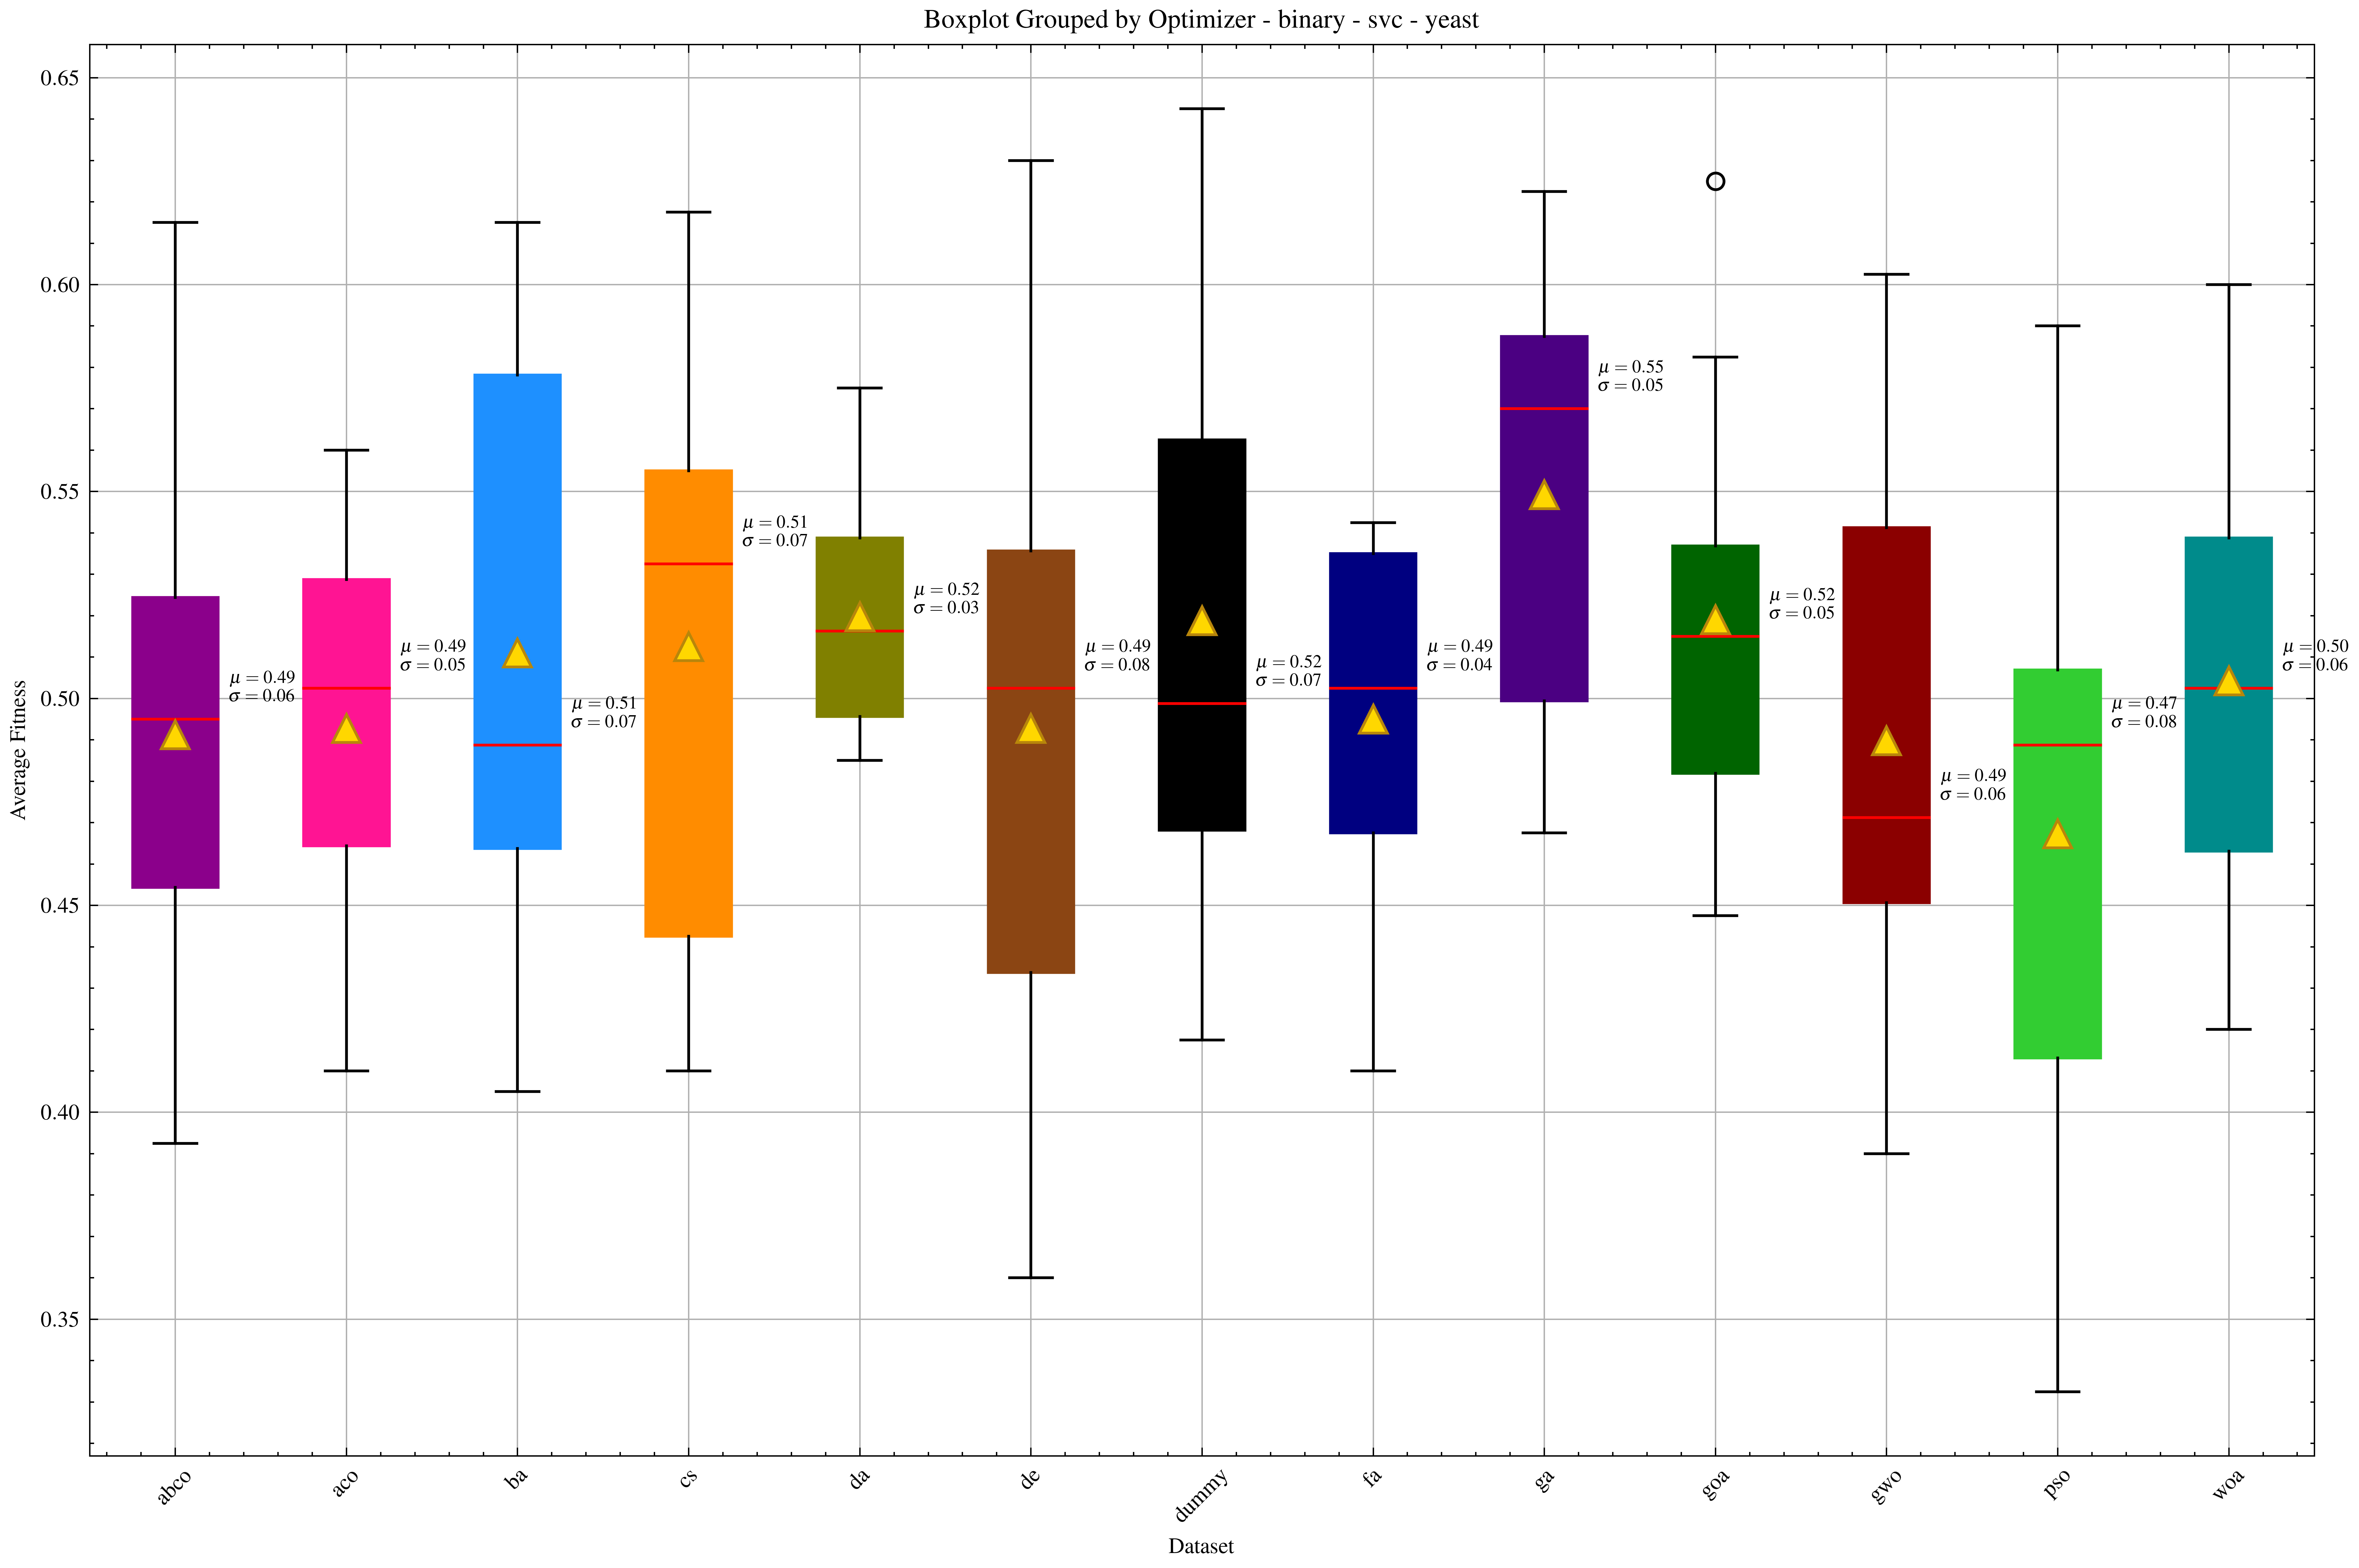 Boxplot Grouped by Optimizer - binary - svc - yeast
Average Fitness
0.65
0.60
0.55
0.50
0.45
0.40
0.35
μ = 0.49
σ = 0.06
μ = 0.49
σ = 0.05
μ = 0.51
σ = 0.07
μ = 0.51
σ = 0.07
μ = 0.52
σ = 0.03
μ = 0.49
σ = 0.08
μ = 0.52
σ = 0.07
μ = 0.49
σ = 0.04
μ = 0.55
σ = 0.05
μ = 0.52
σ = 0.05
μ = 0.49
σ = 0.06
μ = 0.47
σ = 0.08
μ = 0.50
σ = 0.06
abco
aco
ba
cs
da
de
dummy
fa
ga
goa
gwo
pso
woa
Dataset